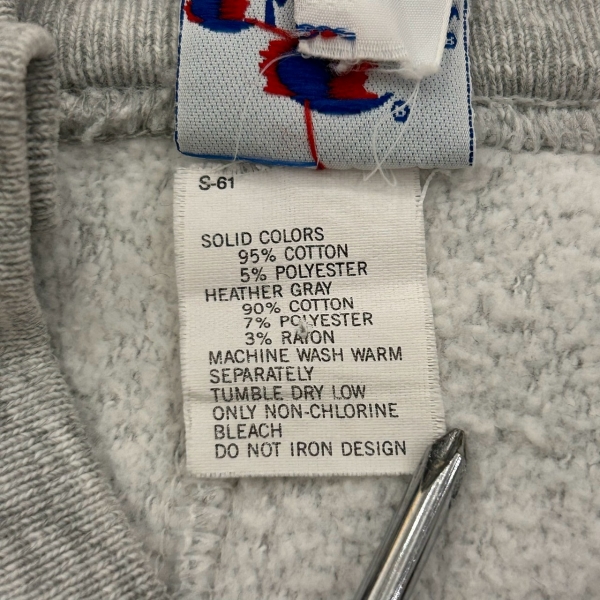 S-61
SOLID COLORS
95% COTTON
5% POLYESTER
HEATHER GRAY
90% COTTON
7% POLYESTER
3% RAYON
MACHINE WASH WARM
SEPARATELY
TUMBLE DRY LOW
ONLY NON-CHLORINE
BLEACH
DO NOT IRON DESIGN
®